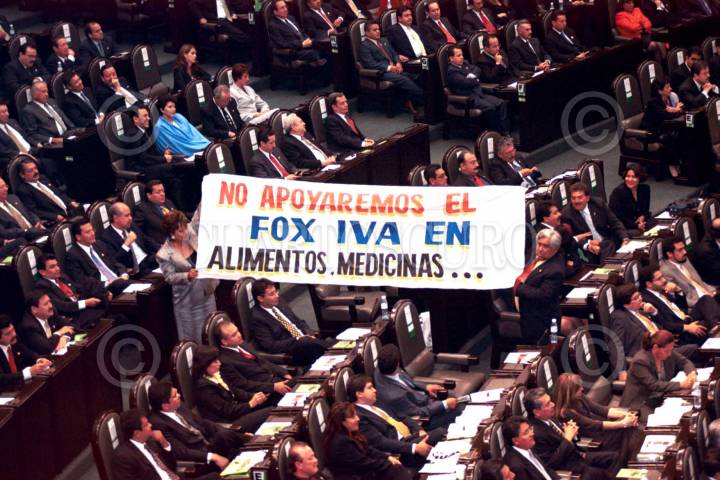 NO APOYAREMOS EL
FOX IVA EN
ALIMENTOS, MEDICINAS...